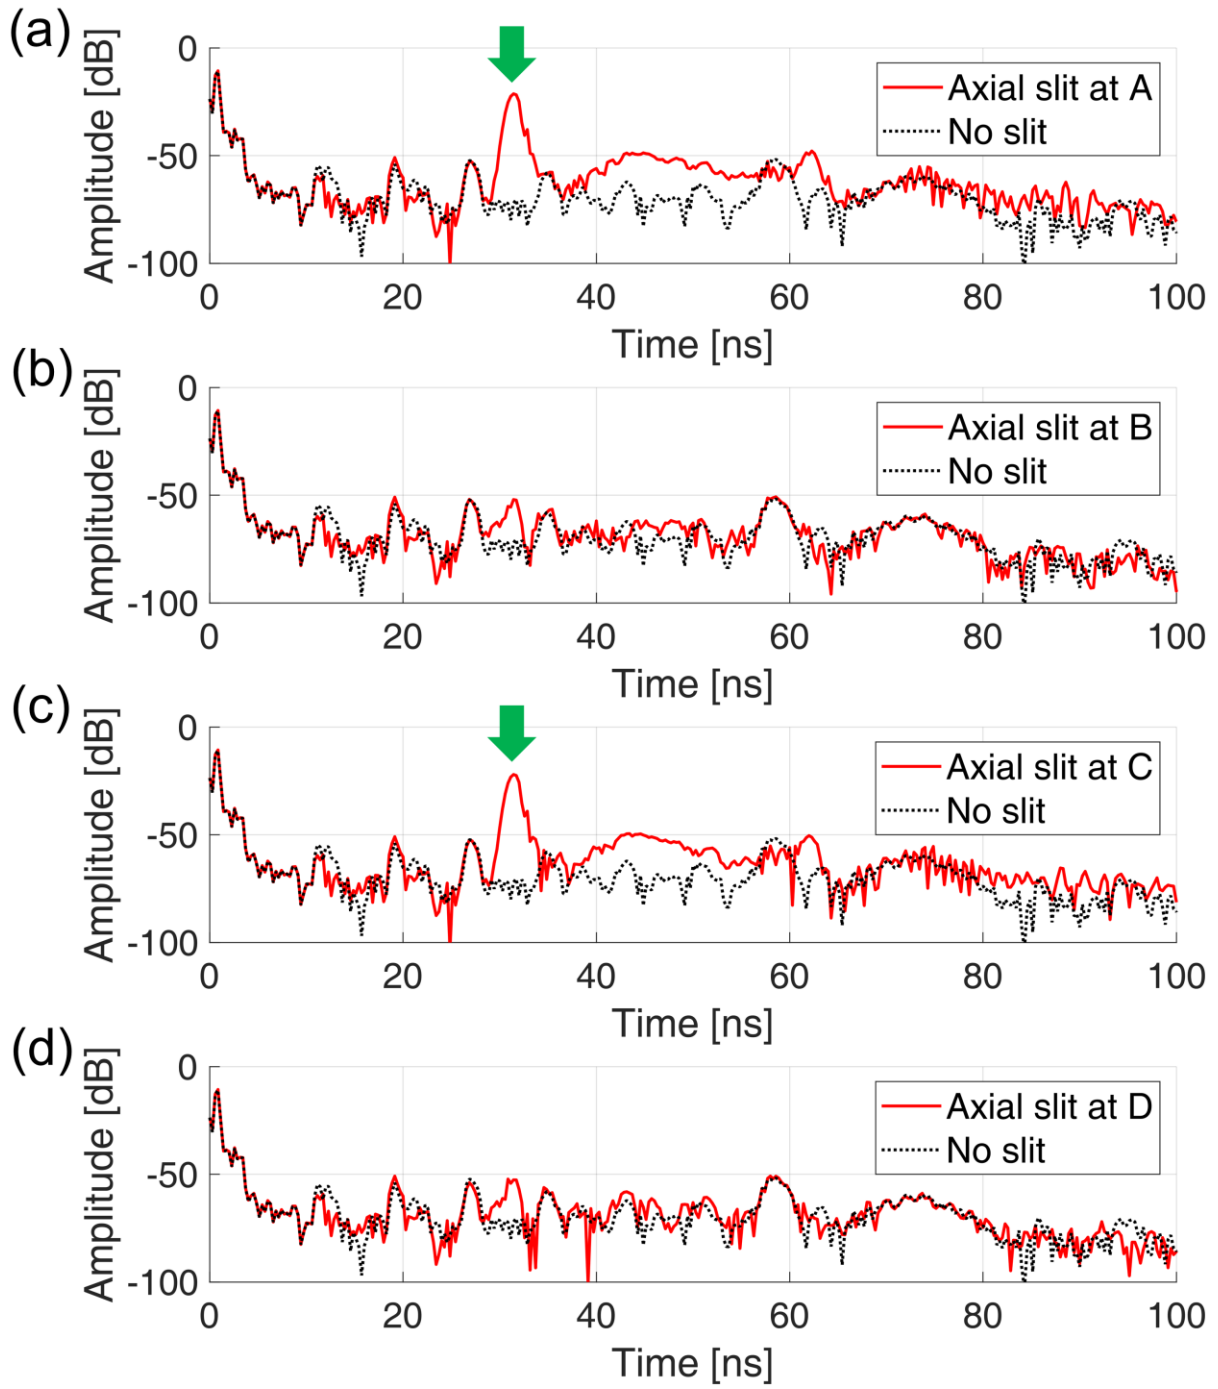 (a)
Amplitude [dB]
0
-50
-100
Axial slit at A
No slit
0 20 40 60 80 100
Time [ns]
(b)
Amplitude [dB]
0
-50
-100
Axial slit at B
No slit
0 20 40 60 80 100
Time [ns]
(c)
Amplitude [dB]
0
-50
-100
Axial slit at C
No slit
0 20 40 60 80 100
Time [ns]
(d)
Amplitude [dB]
0
-50
-100
Axial slit at D
No slit
0 20 40 60 80 100
Time [ns]